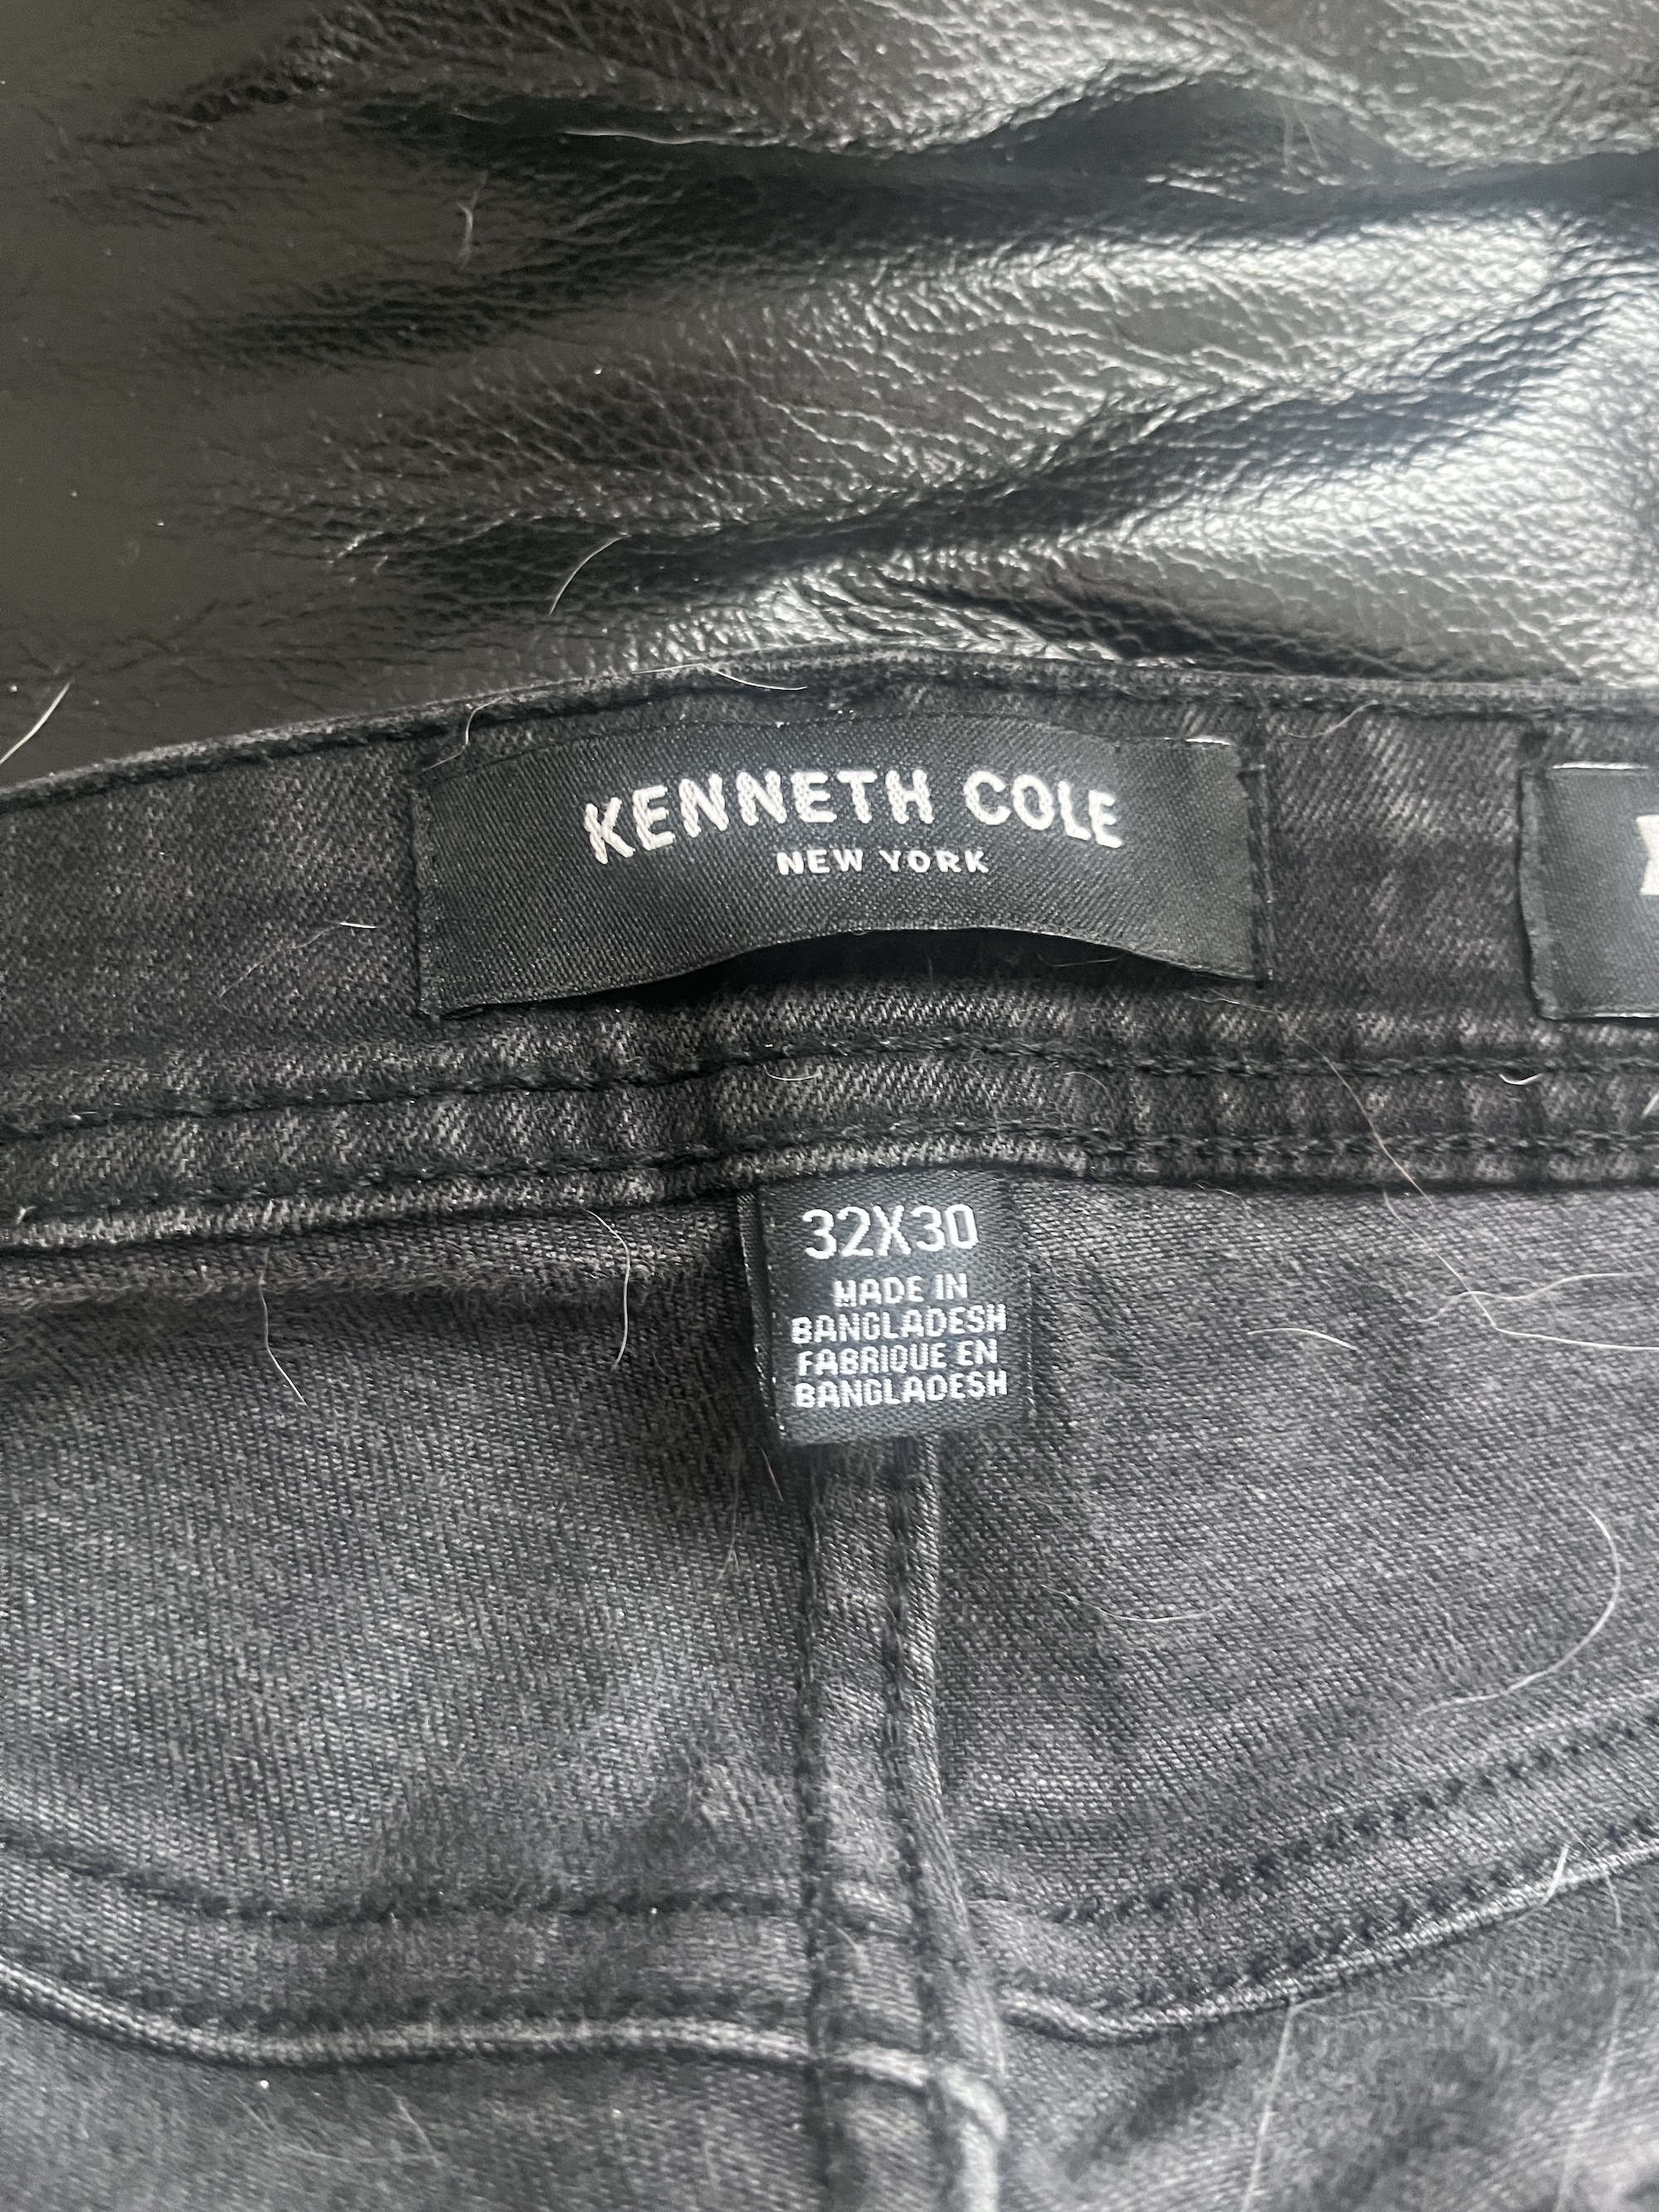 KENNETH COLE
NEW YORK
32X30
MADE IN
BANGLADESH
FABRIQUE EN
BANGLADESH